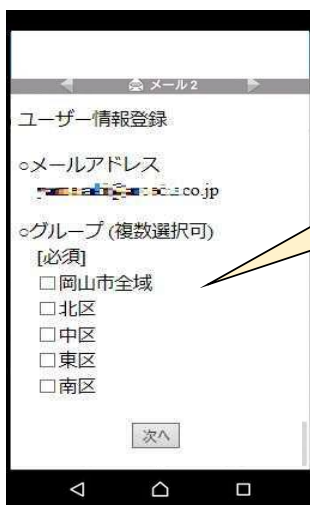 メール2
ユーザー情報登録
○メールアドレス
co.jp
○グループ (複数選択可)
[必須]
□岡山市全域
□北区
□中区
□東区
□南区
次へ